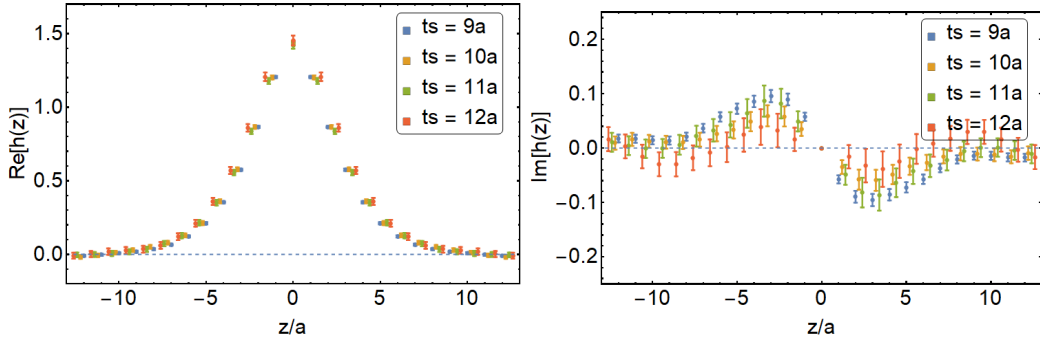 Re[h(z)]
1.5
1.0
0.5
0.0
−10
−5
0
5
10
z/a
ts = 9a
ts = 10a
ts = 11a
ts = 12a
Im[h(z)]
0.2
0.1
0.0
−0.1
−0.2
−10
−5
0
5
10
z/a
ts = 9a
ts = 10a
ts = 11a
ts = 12a